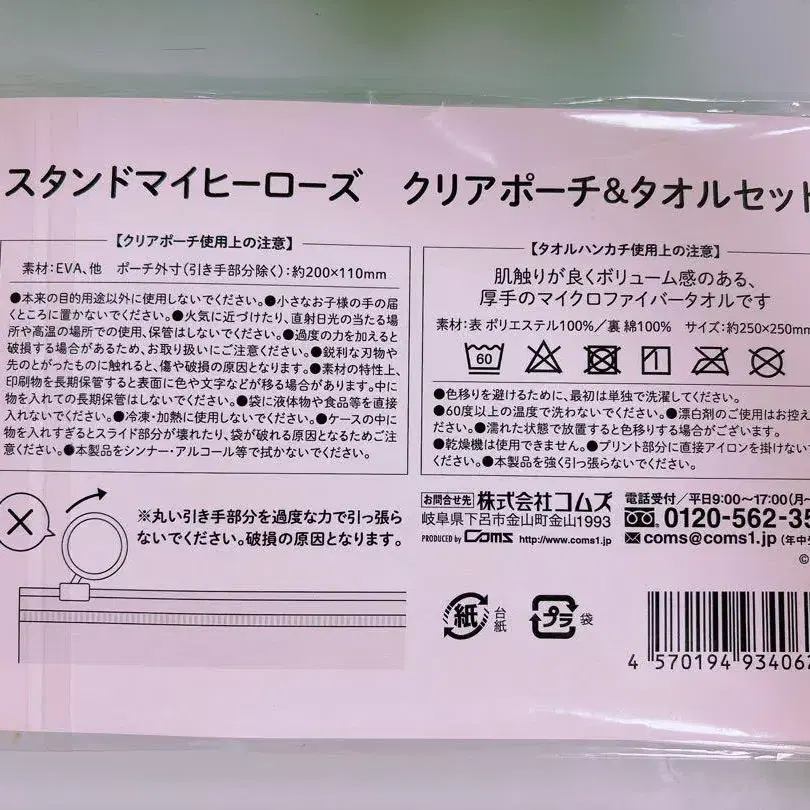 スタンドマイヒーローズ クリアポーチ&タオルセット
【クリアポーチ使用上の注意】
素材：EVA、他 ポーチ外寸（引き手部分除く）：約200×110mm
●本来の目的用途以外に使用しないでください。●小さなお子様の手の届
くところに置かないでください。●火気に近づけたり、直射日光の当たる場
所や高温の場所での使用、保管はしないでください。●過度の力を加えると
破損する場合があるため、お取り扱いにご注意ください。●鋭利な刃物や
先のとがったものに触れると、傷や破損の原因となります。●素材の特性上、
印刷物を長期保管すると表面に色や文字などが移る場合があります。中に
物を入れての長期保管はしないでください。●袋に液体物や食品等を直接
入れないでください。●冷凍・加熱に使用しないでください。●ケースの中に
物を入れすぎるとスライド部分が壊れたり、袋が破れる原因となるためご注
意ください。●本製品をシンナー・アルコール等で拭かないでください。
※丸い引き手部分を過度な力で引っ張ら
ないでください。破損の原因となります。
【タオルハンカチ使用上の注意】
肌触りが良くボリューム感のある、
厚手のマイクロファイバータオルです
素材：表 ポリエステル100%／裏 綿100% サイズ：約250×250mm
60
●色移りを避けるために、最初は単独で洗濯してください。
●60度以上の温度で洗わないでください。●漂白剤のご使用はお控え
ださい。●濡れた状態で放置すると色移りする場合がございます。
●乾燥機は使用できません。●プリント部分に直接アイロンを掛けない
ください。●本製品を強く引っ張らないでください。
お問合せ先 株式会社コムズ
岐阜県下呂市金山町金山1993
PRODUCED by Coms http://www.coms1.jp
電話受付／平日9:00〜17:00（月〜
0120-562-35
coms@coms1.jp（年中
©
紙 台紙
プラ 袋
4 570194 934062